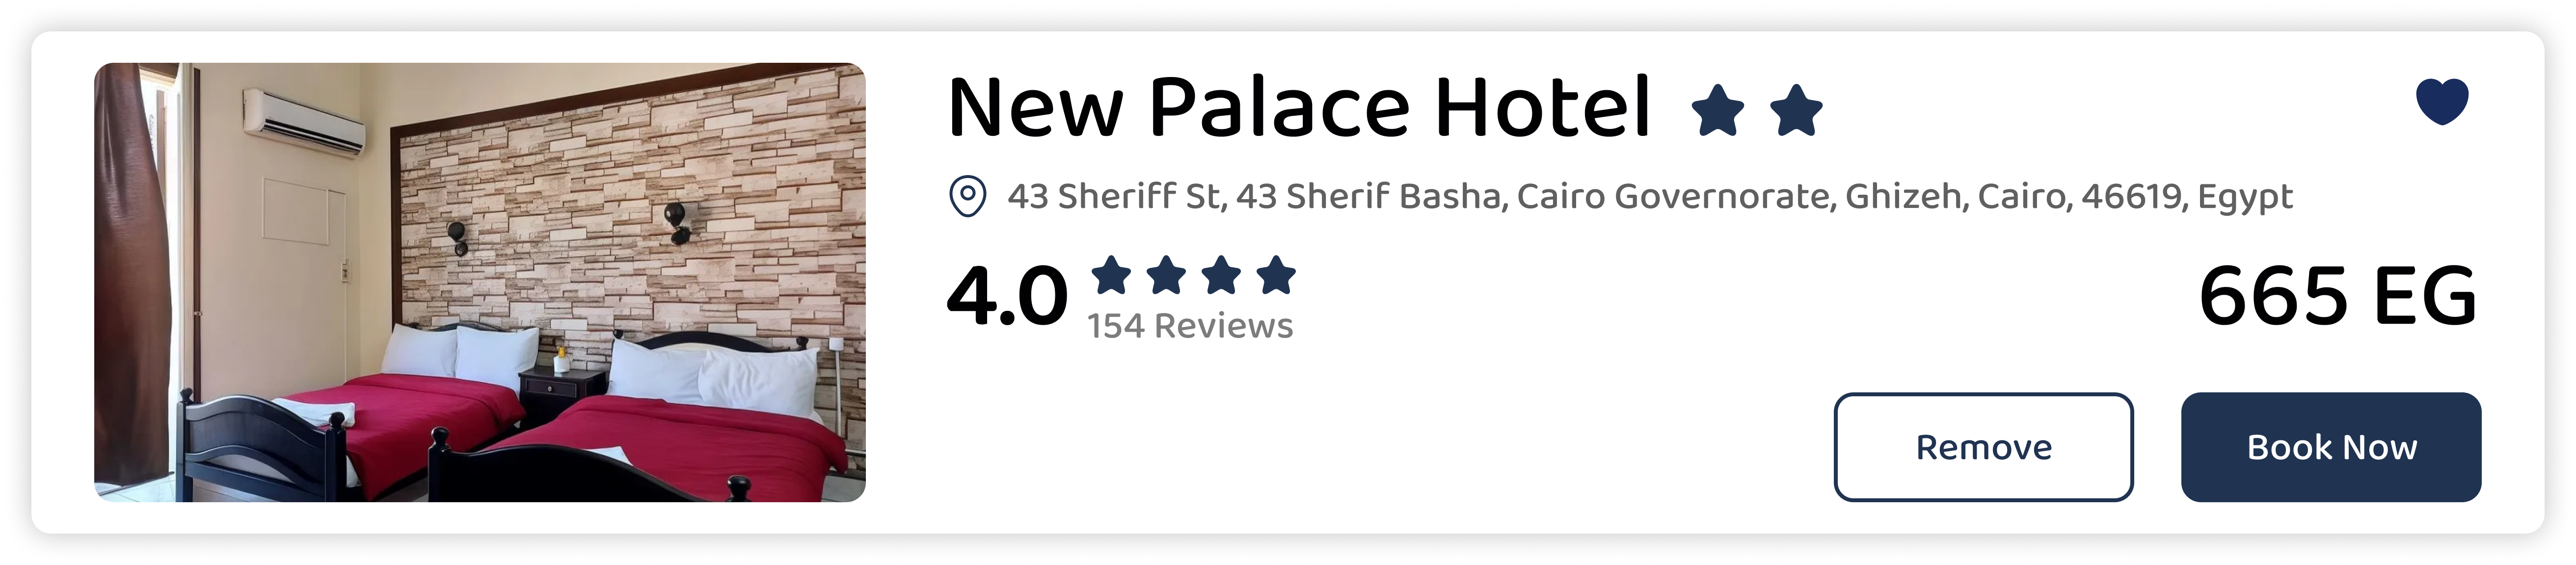 New Palace Hotel
43 Sheriff St, 43 Sherif Basha, Cairo Governorate, Ghizeh, Cairo, 46619, Egypt
4.0
154 Reviews
665 EG
Remove
Book Now